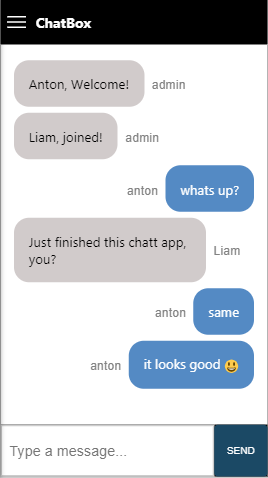 ChatBox
Anton, Welcome! admin
Liam, joined! admin
anton whats up?
Just finished this chatt app,
you? Liam
anton same
anton it looks good 😃
Type a message... SEND